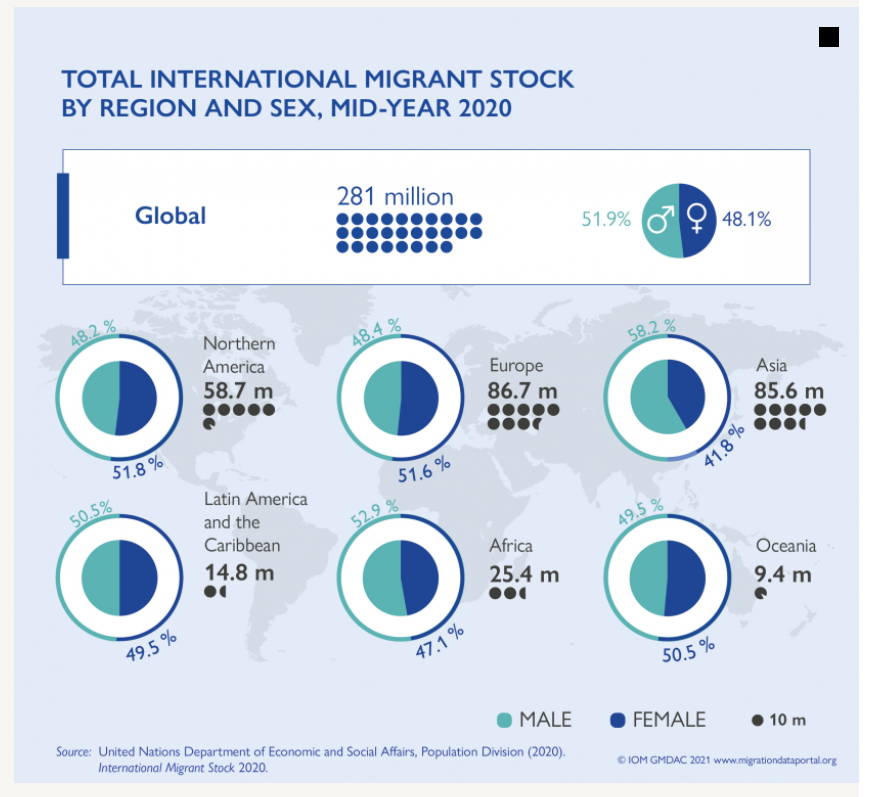 TOTAL INTERNATIONAL MIGRANT STOCK
BY REGION AND SEX, MID-YEAR 2020
Global
281 million
51.9%
48.1%
48.2 %
Northern
America
58.7 m
51.8 %
48.4 %
Europe
86.7 m
51.6 %
58.2 %
Asia
85.6 m
41.8 %
50.5%
Latin America
and the
Caribbean
14.8 m
49.5 %
52.9 %
Africa
25.4 m
47.1 %
49.5 %
Oceania
9.4 m
50.5 %
MALE
FEMALE
10 m
Source: United Nations Department of Economic and Social Affairs, Population Division (2020).
International Migrant Stock 2020.
© IOM GMDAC 2021 www.migrationdataportal.org